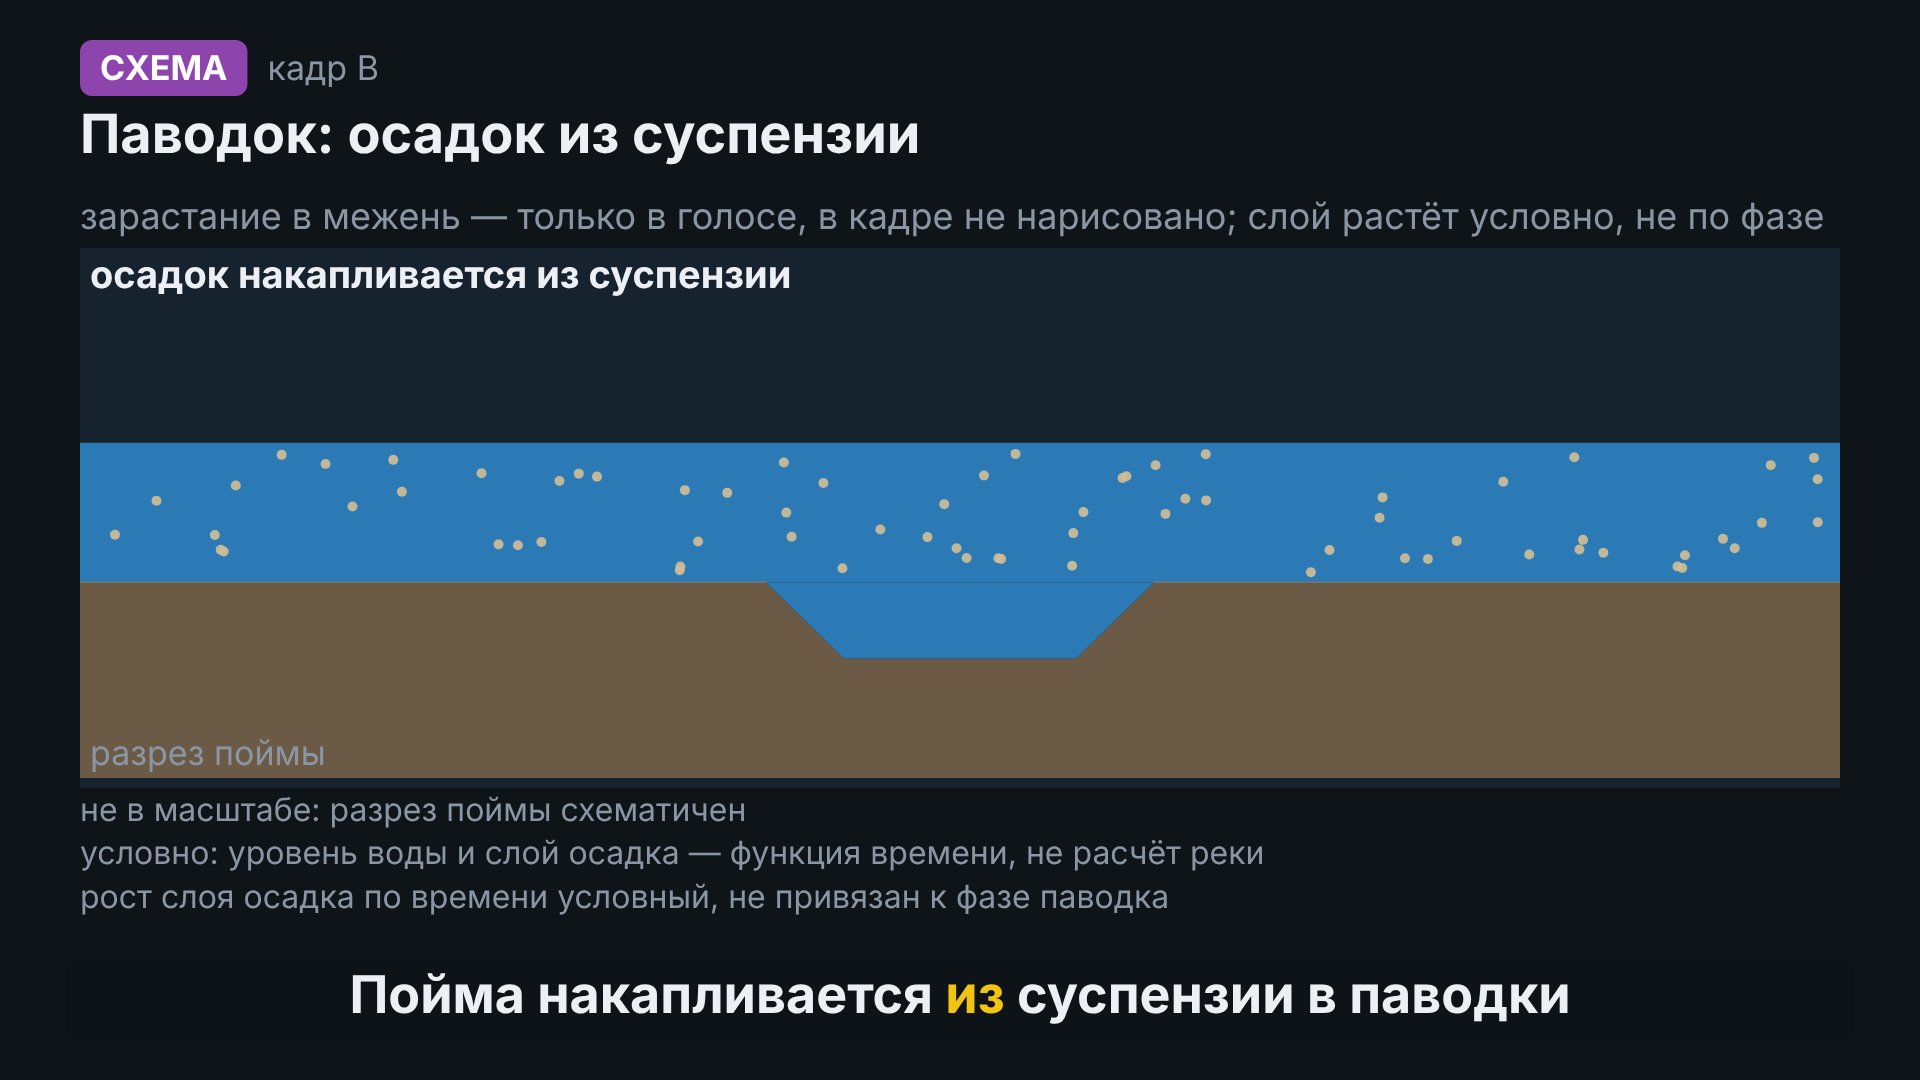 СХЕМА кадр В
Паводок: осадок из суспензии
зарастание в межень — только в голосе, в кадре не нарисовано; слой растёт условно, не по фазе
осадок накапливается из суспензии
разрез поймы
не в масштабе: разрез поймы схематичен
условно: уровень воды и слой осадка — функция времени, не расчёт реки
рост слоя осадка по времени условный, не привязан к фазе паводка
Пойма накапливается из суспензии в паводки